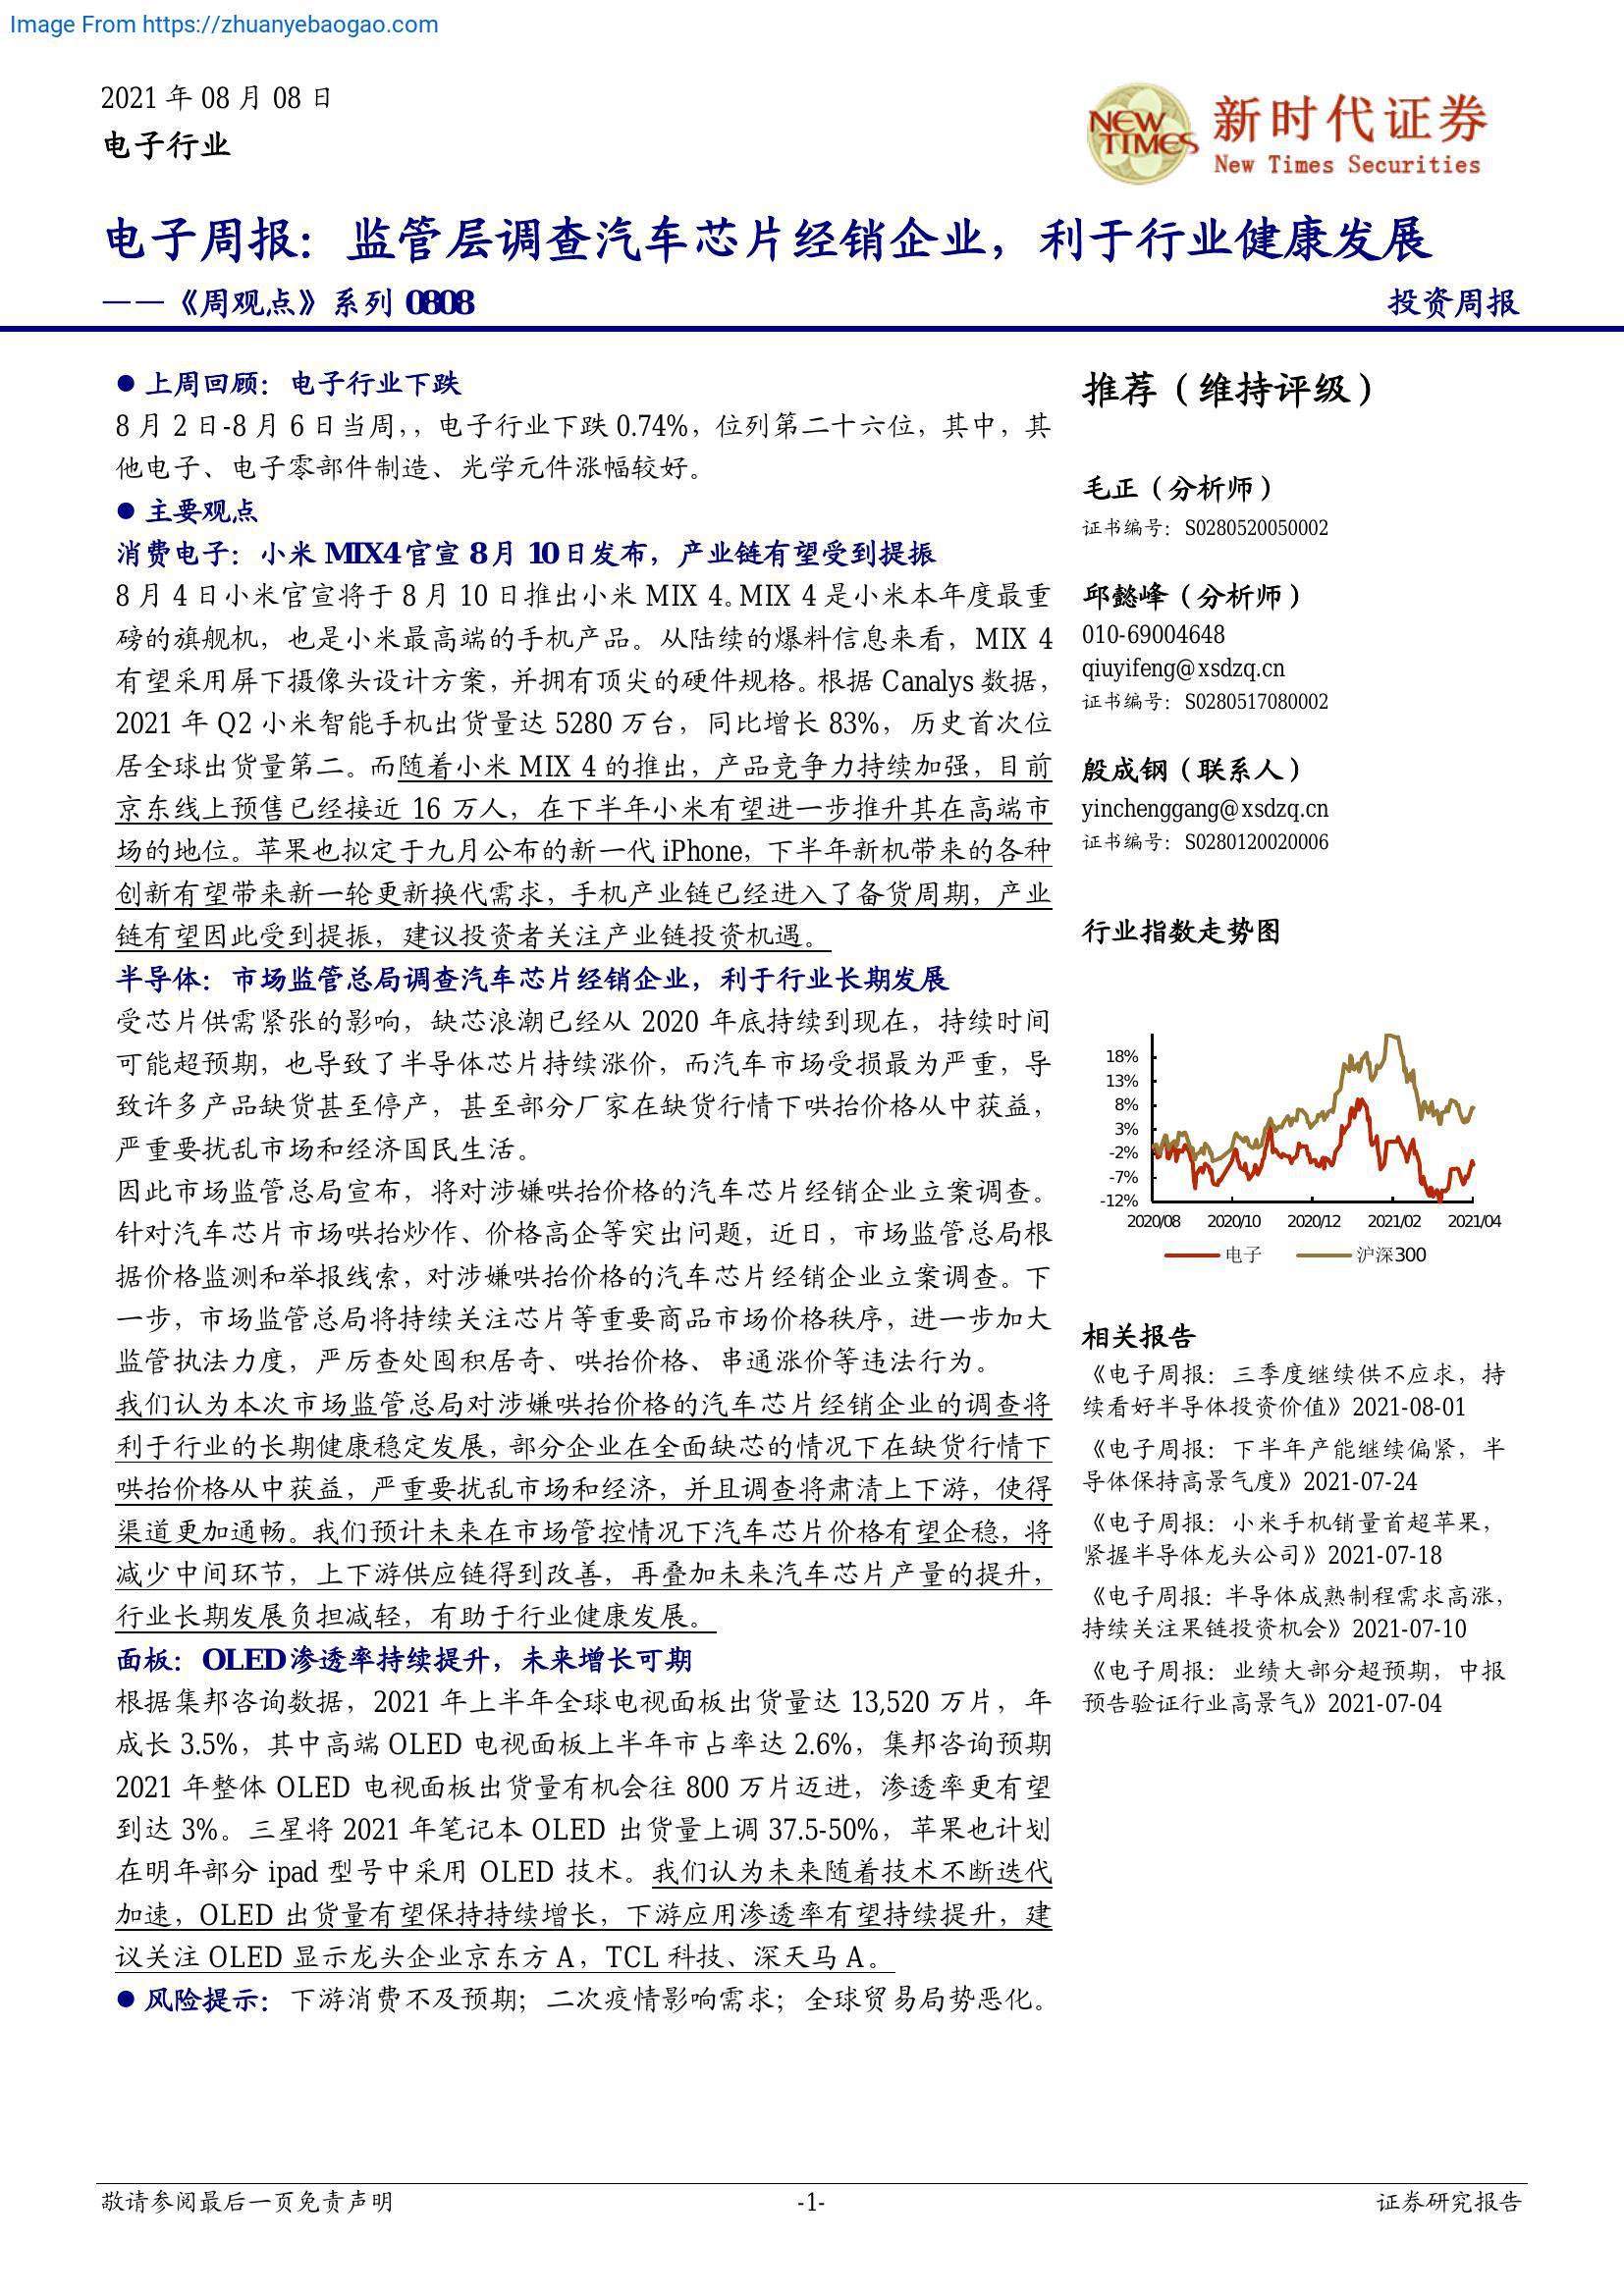 Image From https://zhuanyebaogao.com
2021 年 08 月 08 日
电子行业
NEW TIMES
新时代证券
New Times Securities
电子周报：监管层调查汽车芯片经销企业，利于行业健康发展
——《周观点》系列 0808
投资周报
● 上周回顾：电子行业下跌
8 月 2 日-8 月 6 日当周，，电子行业下跌 0.74%，位列第二十六位，其中，其
他电子、电子零部件制造、光学元件涨幅较好。
● 主要观点
消费电子：小米 MIX4 官宣 8 月 10 日发布，产业链有望受到提振
8 月 4 日小米官宣将于 8 月 10 日推出小米 MIX 4。MIX 4 是小米本年度最重
磅的旗舰机，也是小米最高端的手机产品。从陆续的爆料信息来看，MIX 4
有望采用屏下摄像头设计方案，并拥有顶尖的硬件规格。根据 Canalys 数据，
2021 年 Q2 小米智能手机出货量达 5280 万台，同比增长 83%，历史首次位
居全球出货量第二。而随着小米 MIX 4 的推出，产品竞争力持续加强，目前
京东线上预售已经接近 16 万人，在下半年小米有望进一步推升其在高端市
场的地位。苹果也拟定于九月公布的新一代 iPhone，下半年新机带来的各种
创新有望带来新一轮更新换代需求，手机产业链已经进入了备货周期，产业
链有望因此受到提振，建议投资者关注产业链投资机遇。
半导体：市场监管总局调查汽车芯片经销企业，利于行业长期发展
受芯片供需紧张的影响，缺芯浪潮已经从 2020 年底持续到现在，持续时间
可能超预期，也导致了半导体芯片持续涨价，而汽车市场受损最为严重，导
致许多产品缺货甚至停产，甚至部分厂家在缺货行情下哄抬价格从中获益，
严重要扰乱市场和经济国民生活。
因此市场监管总局宣布，将对涉嫌哄抬价格的汽车芯片经销企业立案调查。
针对汽车芯片市场哄抬炒作、价格高企等突出问题，近日，市场监管总局根
据价格监测和举报线索，对涉嫌哄抬价格的汽车芯片经销企业立案调查。下
一步，市场监管总局将持续关注芯片等重要商品市场价格秩序，进一步加大
监管执法力度，严厉查处囤积居奇、哄抬价格、串通涨价等违法行为。
我们认为本次市场监管总局对涉嫌哄抬价格的汽车芯片经销企业的调查将
利于行业的长期健康稳定发展，部分企业在全面缺芯的情况下在缺货行情下
哄抬价格从中获益，严重要扰乱市场和经济，并且调查将肃清上下游，使得
渠道更加通畅。我们预计未来在市场管控情况下汽车芯片价格有望企稳，将
减少中间环节，上下游供应链得到改善，再叠加未来汽车芯片产量的提升，
行业长期发展负担减轻，有助于行业健康发展。
面板：OLED 渗透率持续提升，未来增长可期
根据集邦咨询数据，2021 年上半年全球电视面板出货量达 13,520 万片，年
成长 3.5%，其中高端 OLED 电视面板上半年市占率达 2.6%，集邦咨询预期
2021 年整体 OLED 电视面板出货量有机会往 800 万片迈进，渗透率更有望
到达 3%。三星将 2021 年笔记本 OLED 出货量上调 37.5-50%，苹果也计划
在明年部分 ipad 型号中采用 OLED 技术。我们认为未来随着技术不断迭代
加速，OLED 出货量有望保持持续增长，下游应用渗透率有望持续提升，建
议关注 OLED 显示龙头企业京东方 A，TCL 科技、深天马 A。
● 风险提示：下游消费不及预期；二次疫情影响需求；全球贸易局势恶化。
推荐（维持评级）
毛正（分析师）
证书编号：S0280520050002
邱懿峰（分析师）
010-69004648
qiuyifeng@xsdzq.cn
证书编号：S0280517080002
殷成钢（联系人）
yinchenggang@xsdzq.cn
证书编号：S0280120020006
行业指数走势图
18%
13%
8%
3%
-2%
-7%
-12%
2020/08 2020/10 2020/12 2021/02 2021/04
电子 沪深300
相关报告
《电子周报：三季度继续供不应求，持
续看好半导体投资价值》2021-08-01
《电子周报：下半年产能继续偏紧，半
导体保持高景气度》2021-07-24
《电子周报：小米手机销量首超苹果，
紧握半导体龙头公司》2021-07-18
《电子周报：半导体成熟制程需求高涨，
持续关注果链投资机会》2021-07-10
《电子周报：业绩大部分超预期，中报
预告验证行业高景气》2021-07-04
敬请参阅最后一页免责声明
-1-
证券研究报告